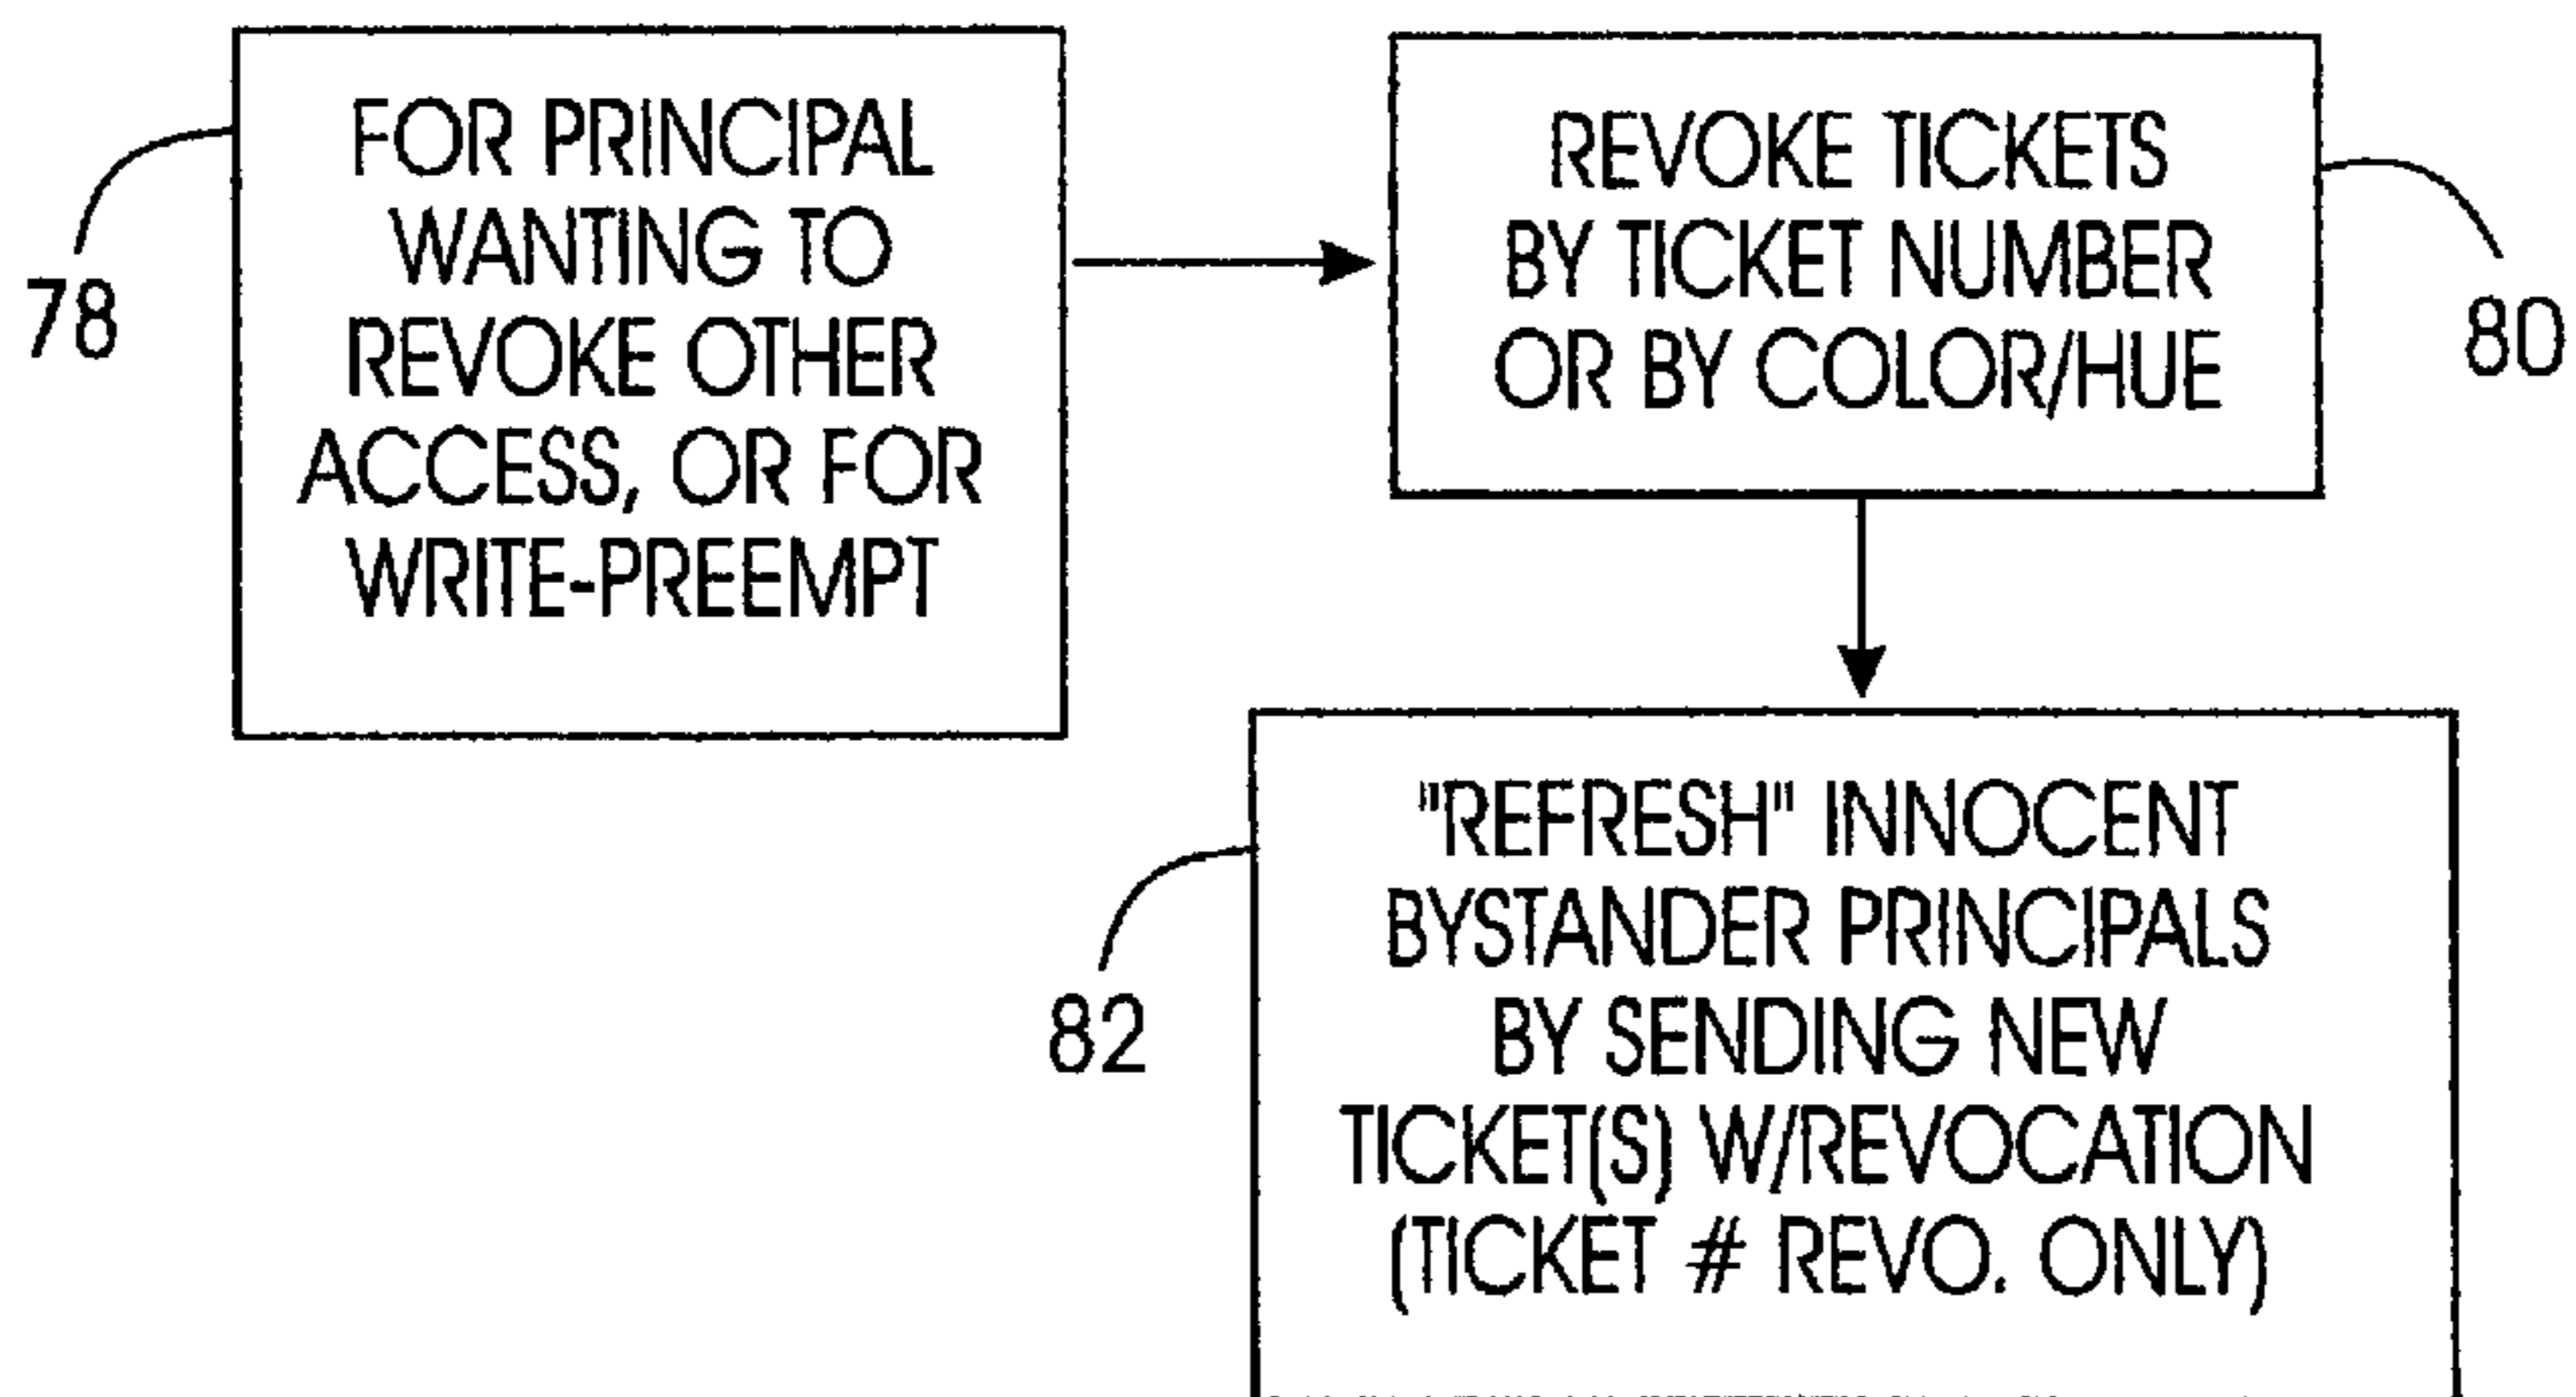 FOR PRINCIPAL
WANTING TO
REVOKE OTHER
ACCESS, OR FOR
WRITE-PREEMPT
78
REVOKE TICKETS
BY TICKET NUMBER
OR BY COLOR/HUE
80
"REFRESH" INNOCENT
BYSTANDER PRINCIPALS
BY SENDING NEW
TICKET(S) W/REVOCATION
(TICKET # REVO. ONLY)
82